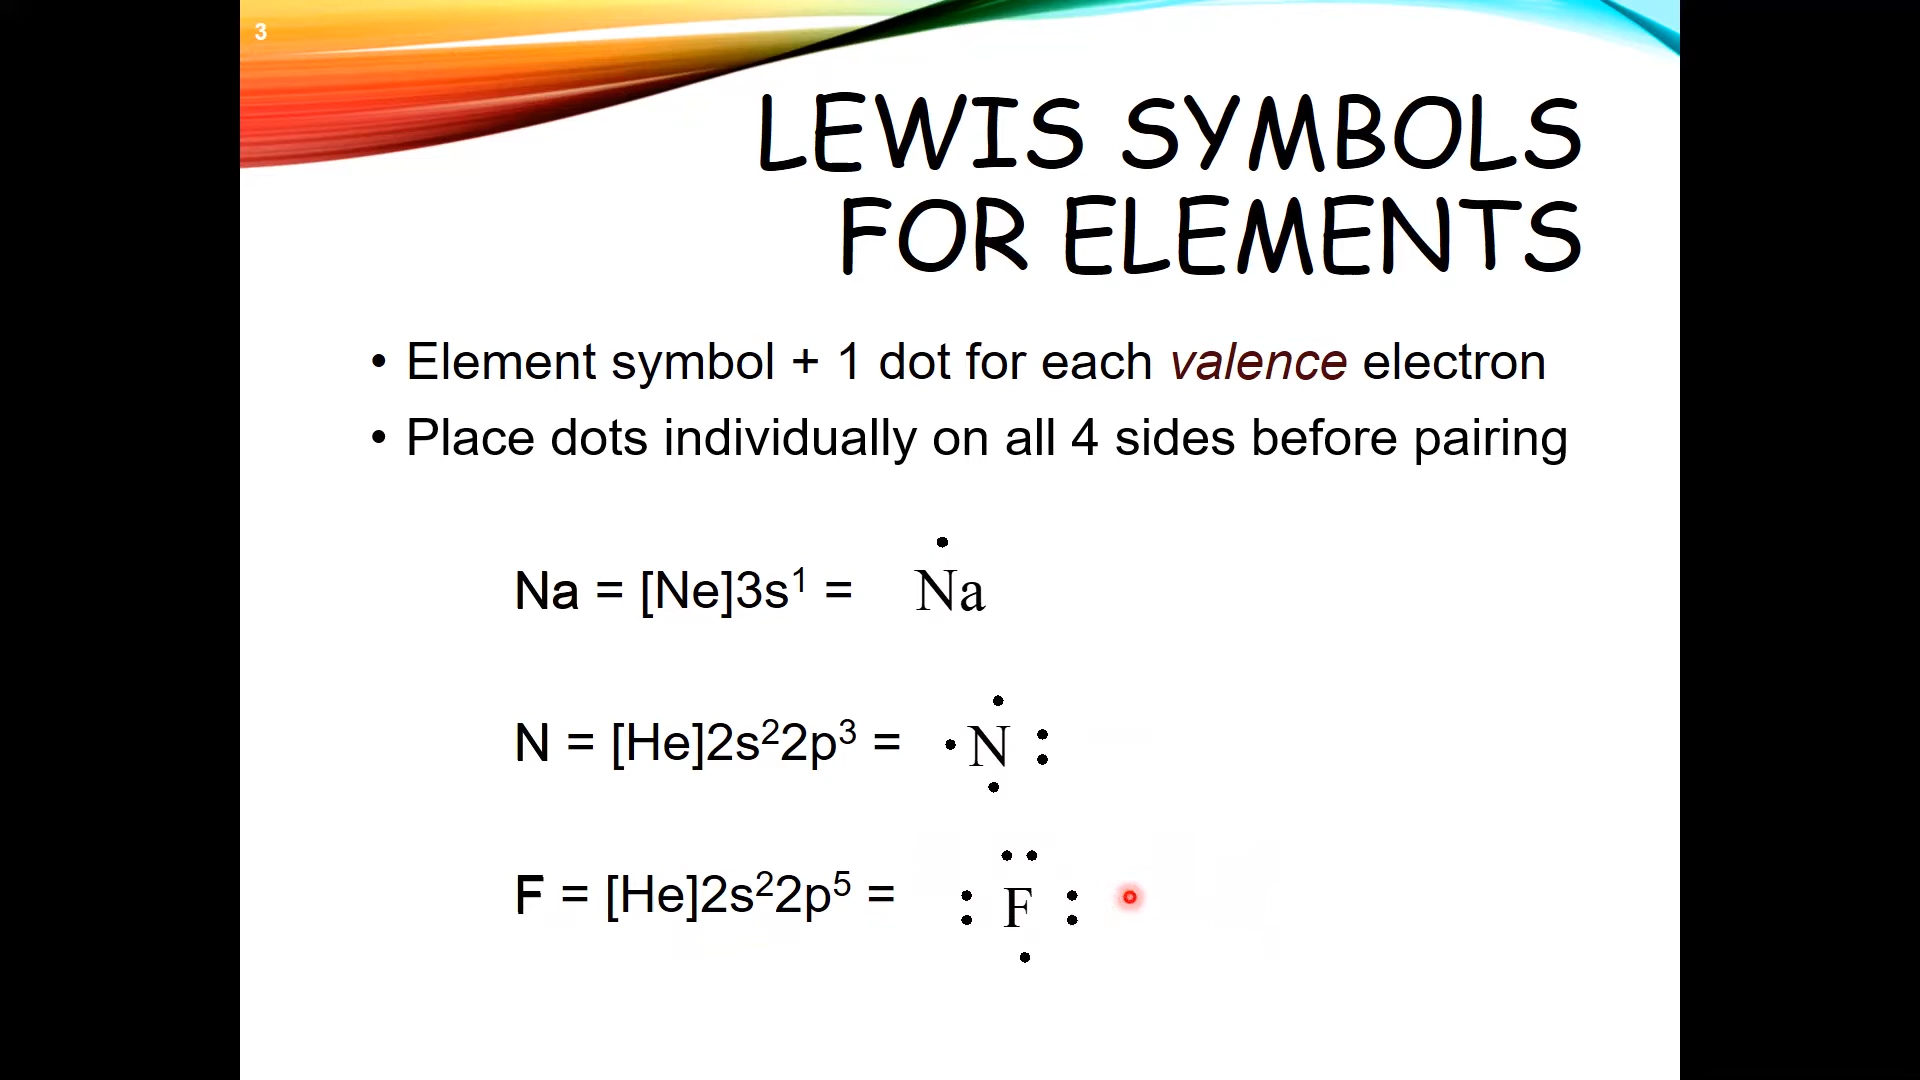 3
LEWIS SYMBOLS
FOR ELEMENTS
• Element symbol + 1 dot for each valence electron
• Place dots individually on all 4 sides before pairing
Na = [Ne]3s¹ = Na
N = [He]2s²2p³ = N
F = [He]2s²2p⁵ = F